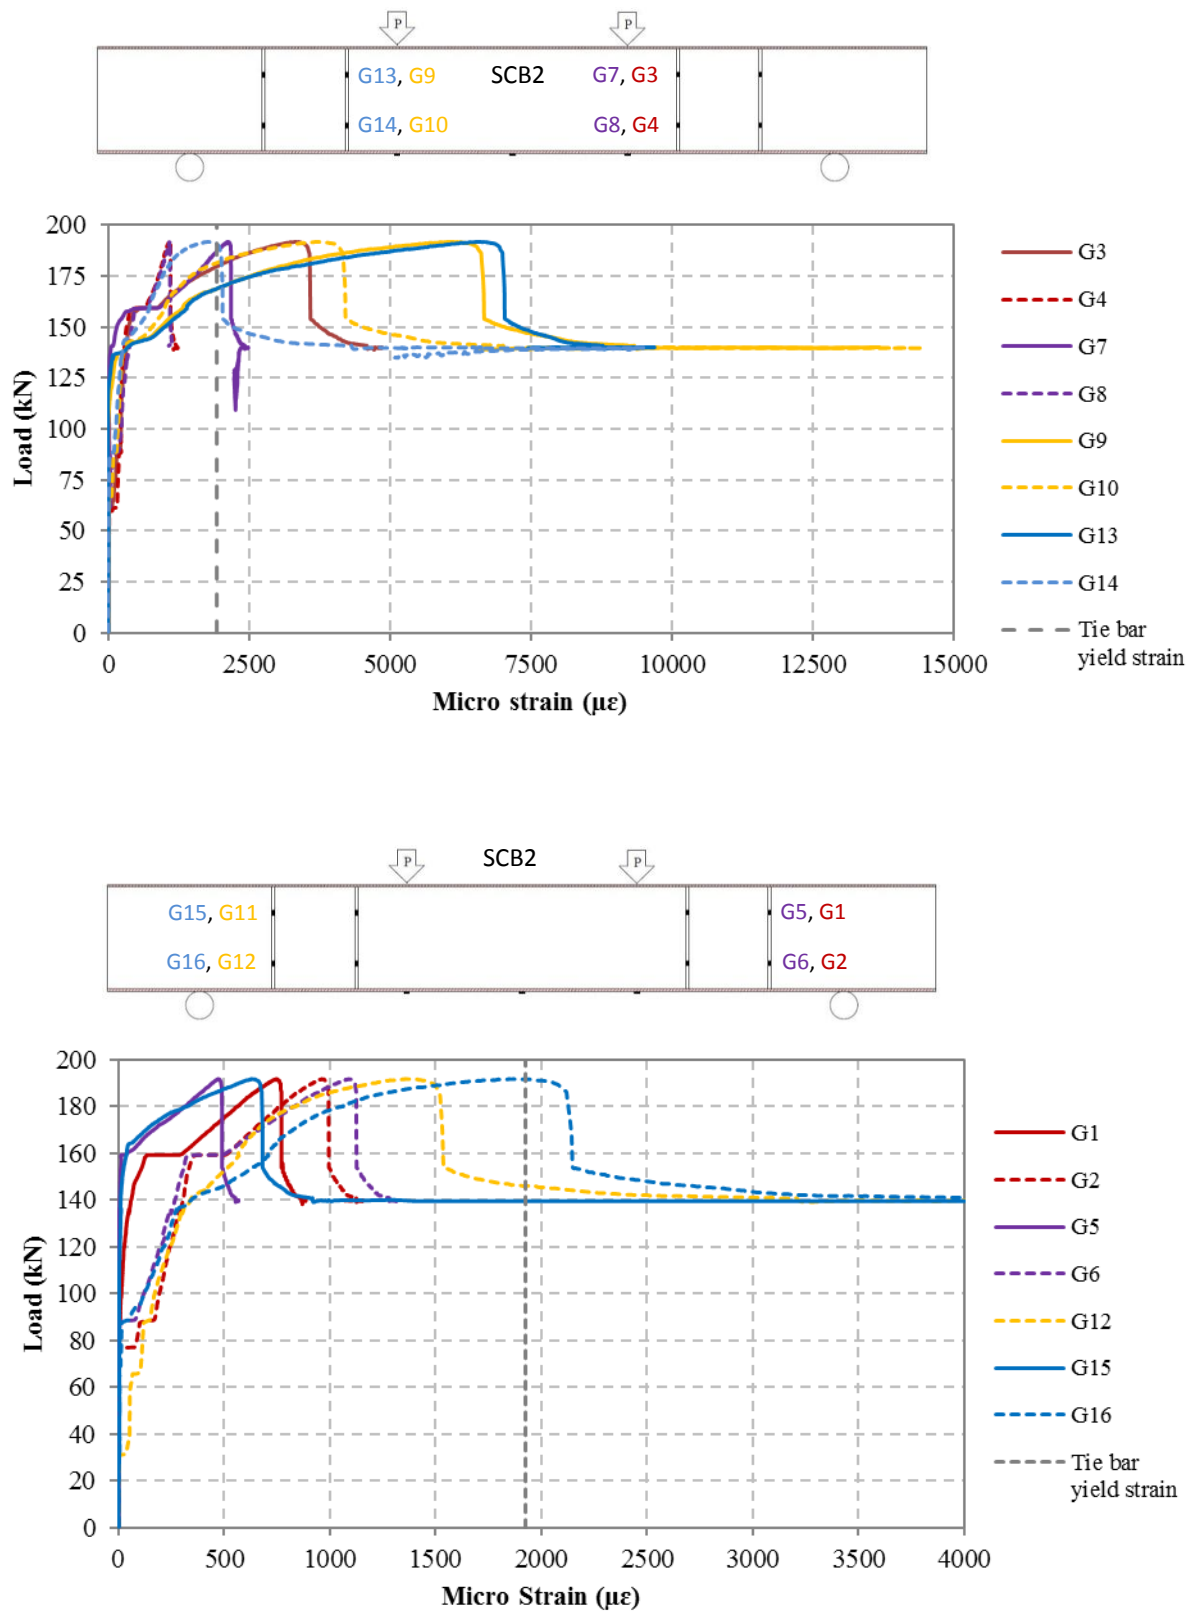 P P
G13, G9 SCB2 G7, G3
G14, G10 G8, G4
200
175
150
125
100
75
50
25
0
Load (kN)
0 2500 5000 7500 10000 12500 15000
Micro strain (με)
G3
G4
G7
G8
G9
G10
G13
G14
Tie bar
yield strain
P SCB2 P
G15, G11 G5, G1
G16, G12 G6, G2
200
180
160
140
120
100
80
60
40
20
0
Load (kN)
0 500 1000 1500 2000 2500 3000 3500 4000
Micro Strain (με)
G1
G2
G5
G6
G12
G15
G16
Tie bar
yield strain